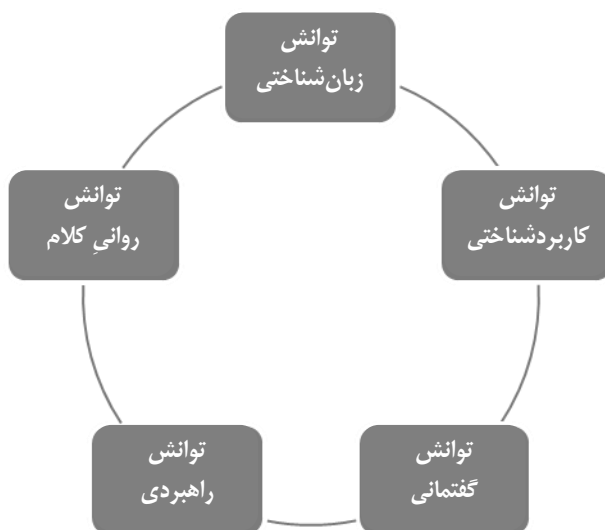 توانش
زبان‌شناختی
توانش
کاربردشناختی
توانش
گفتمانی
توانش
راهبردی
توانش
روانیِ کلام